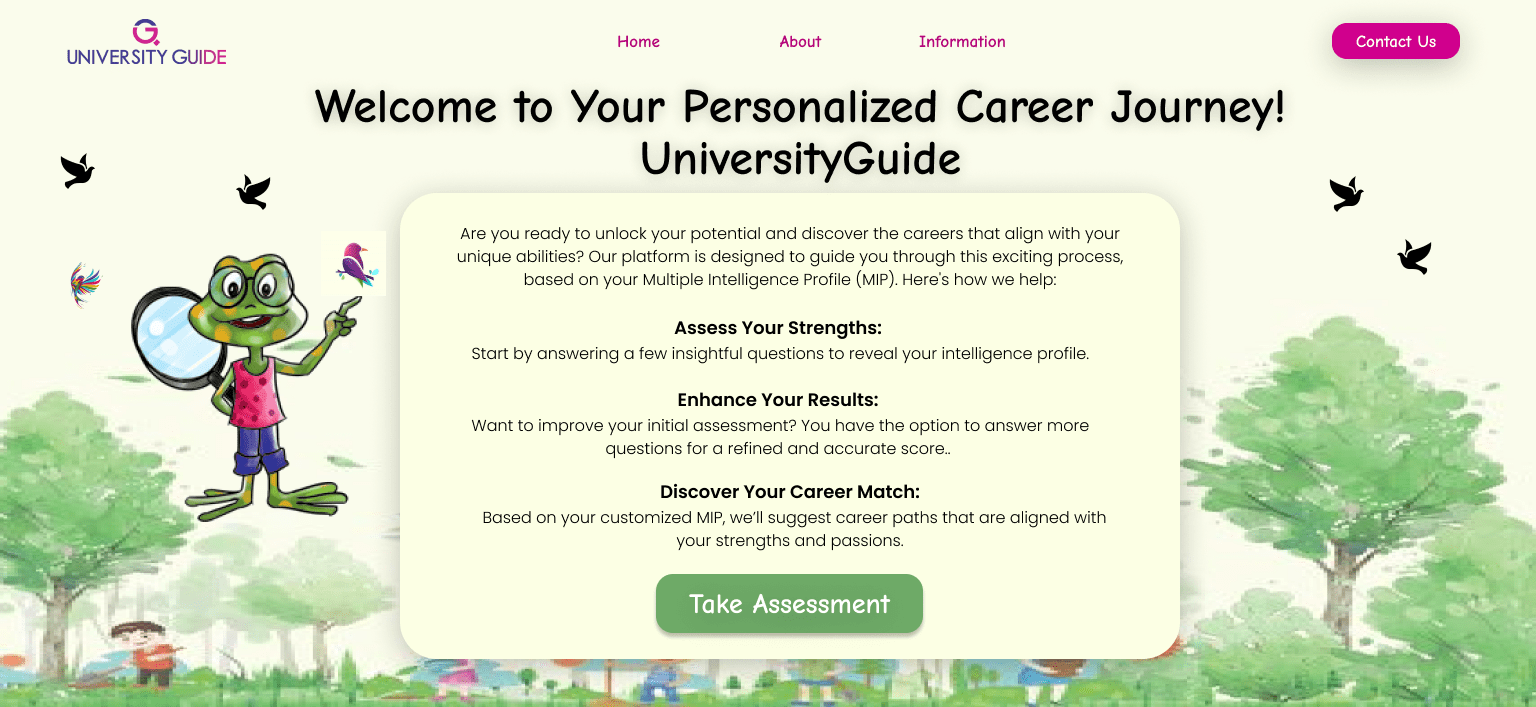 UNIVERSITY GUIDE
Home
About
Information
Contact Us
Welcome to Your Personalized Career Journey!
UniversityGuide
Are you ready to unlock your potential and discover the careers that align with your
unique abilities? Our platform is designed to guide you through this exciting process,
based on your Multiple Intelligence Profile (MIP). Here's how we help:
Assess Your Strengths:
Start by answering a few insightful questions to reveal your intelligence profile.
Enhance Your Results:
Want to improve your initial assessment? You have the option to answer more
questions for a refined and accurate score..
Discover Your Career Match:
Based on your customized MIP, we’ll suggest career paths that are aligned with
your strengths and passions.
Take Assessment